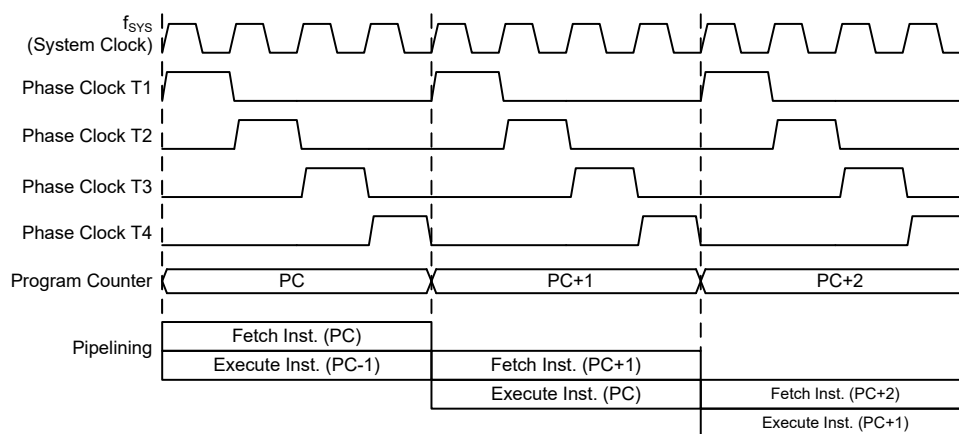 fSYS
(System Clock)
Phase Clock T1
Phase Clock T2
Phase Clock T3
Phase Clock T4
Program Counter PC PC+1 PC+2
Fetch Inst. (PC)
Pipelining
Execute Inst. (PC-1) Fetch Inst. (PC+1)
Execute Inst. (PC) Fetch Inst. (PC+2)
Execute Inst. (PC+1)